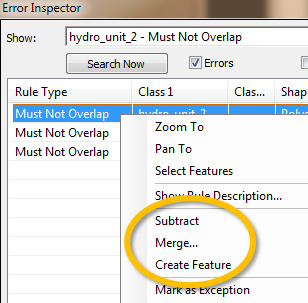 Error Inspector
Show: hydro_unit_2 - Must Not Overlap
Search Now Errors
Rule Type Class 1 Clas... Shap
Must Not Overlap hydro_unit_2
Must Not Overlap
Must Not Overlap
Zoom To
Pan To
Select Features
Show Rule Description...
Subtract
Merge...
Create Feature
Mark as Exception